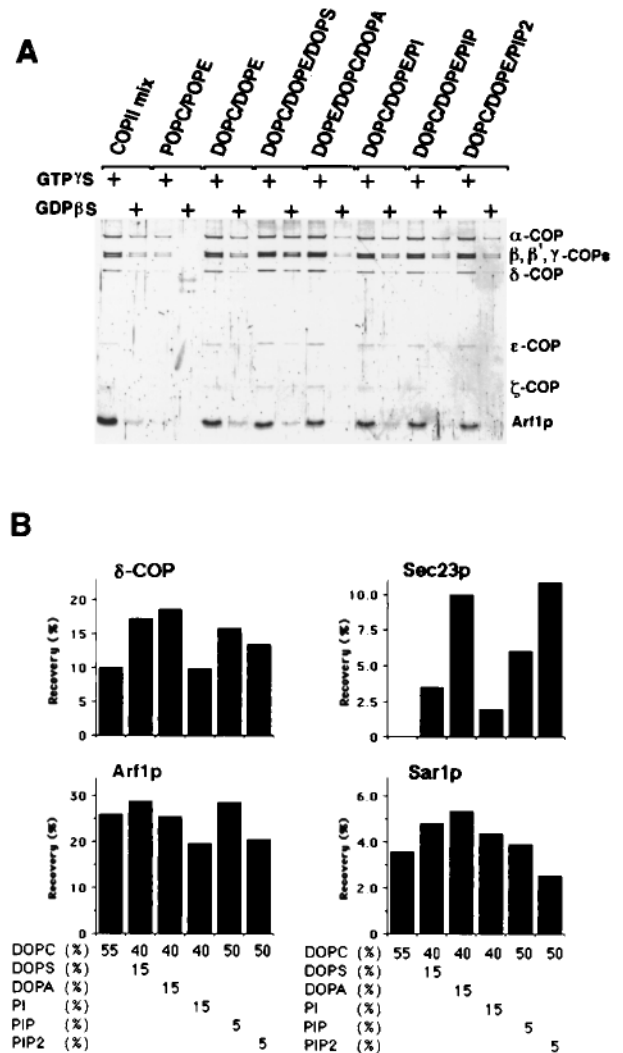 A
COPII mix
POPC/POPE
DOPC/DOPE
DOPC/DOPE/DOPS
DOPE/DOPC/DOPA
DOPC/DOPE/PI
DOPC/DOPE/PIP
DOPC/DOPE/PIP2
GTPγS + + + + + + + +
GDPβS + + + + + + + +
α-COP
β, β', γ-COPs
δ-COP
ε-COP
ζ-COP
Arf1p
B
δ-COP
Recovery (%)
20
15
10
5
0
Sec23p
Recovery (%)
10.0
7.5
5.0
2.5
0
Arf1p
Recovery (%)
30
20
10
0
Sar1p
Recovery (%)
6.0
4.0
2.0
0
DOPC (%) 55 40 40 40 50 50
DOPS (%) 15
DOPA (%) 15
PI (%) 15
PIP (%) 5
PIP2 (%) 5
DOPC (%) 55 40 40 40 50 50
DOPS (%) 15
DOPA (%) 15
PI (%) 15
PIP (%) 5
PIP2 (%) 5